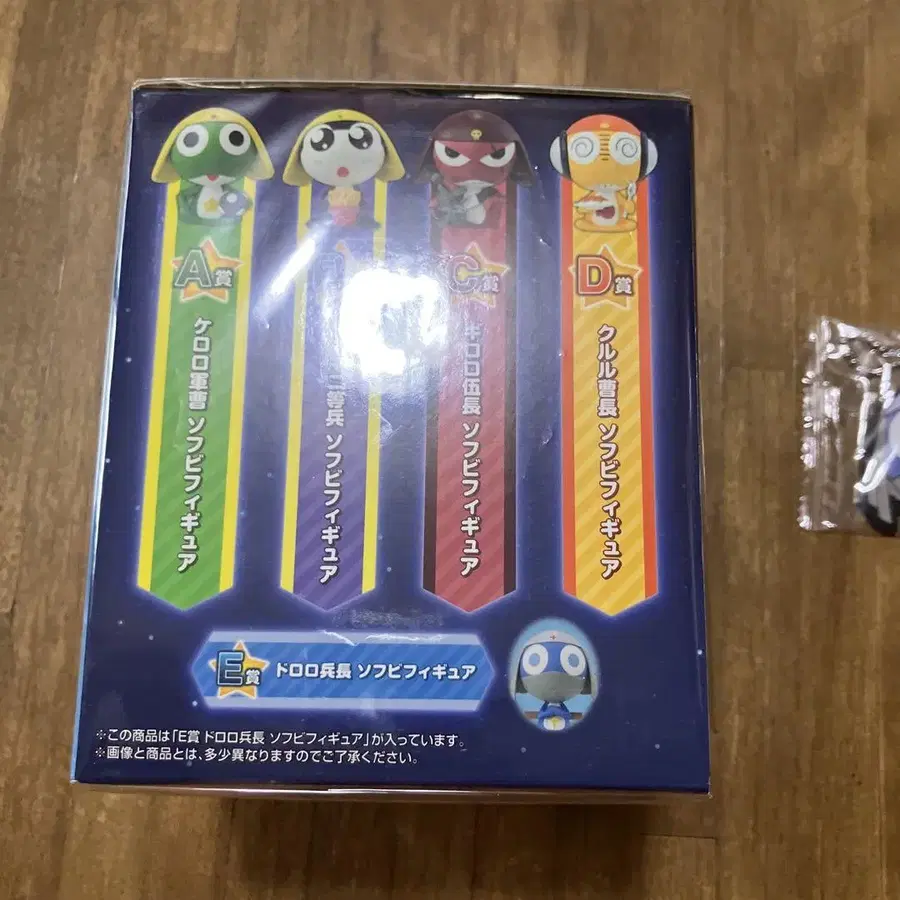 A賞
ケロロ軍曹 ソフビフィギュア
二等兵 ソフビフィギュア
C賞
ギロロ伍長 ソフビフィギュア
D賞
クルル曹長 ソフビフィギュア
E賞
ドロロ兵長 ソフビフィギュア
※この商品は「E賞 ドロロ兵長 ソフビフィギュア」が入っています。
※画像と商品とは、多少異なりますのでご了承ください。